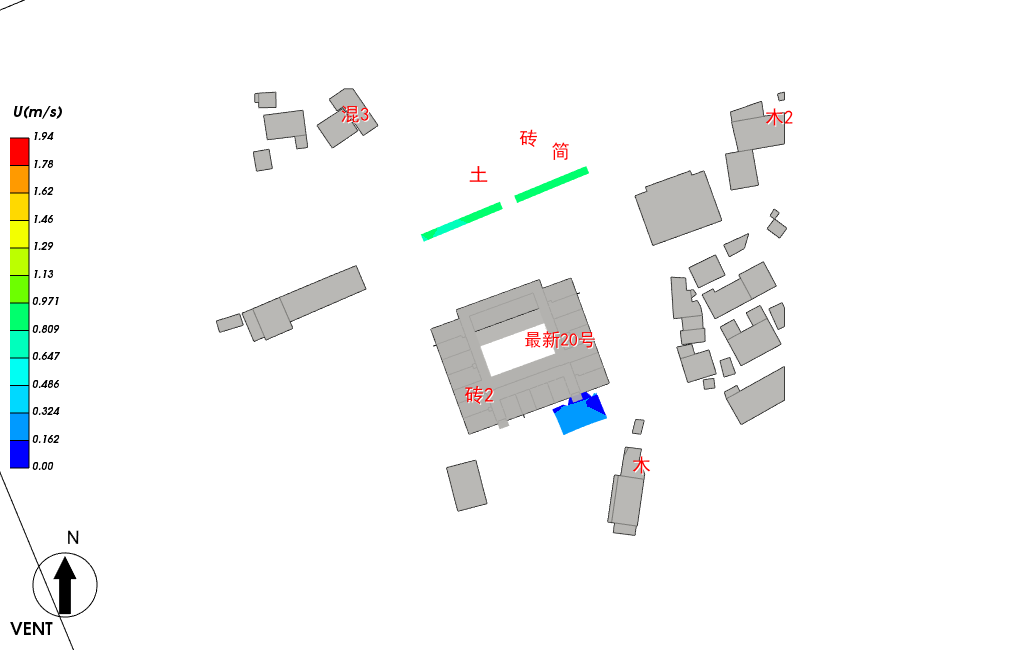 U(m/s)
1.94
1.78
1.62
1.46
1.29
1.13
0.971
0.809
0.647
0.486
0.324
0.162
0.00
混3
木2
砖
简
土
最新20号
砖2
木
N
VENT